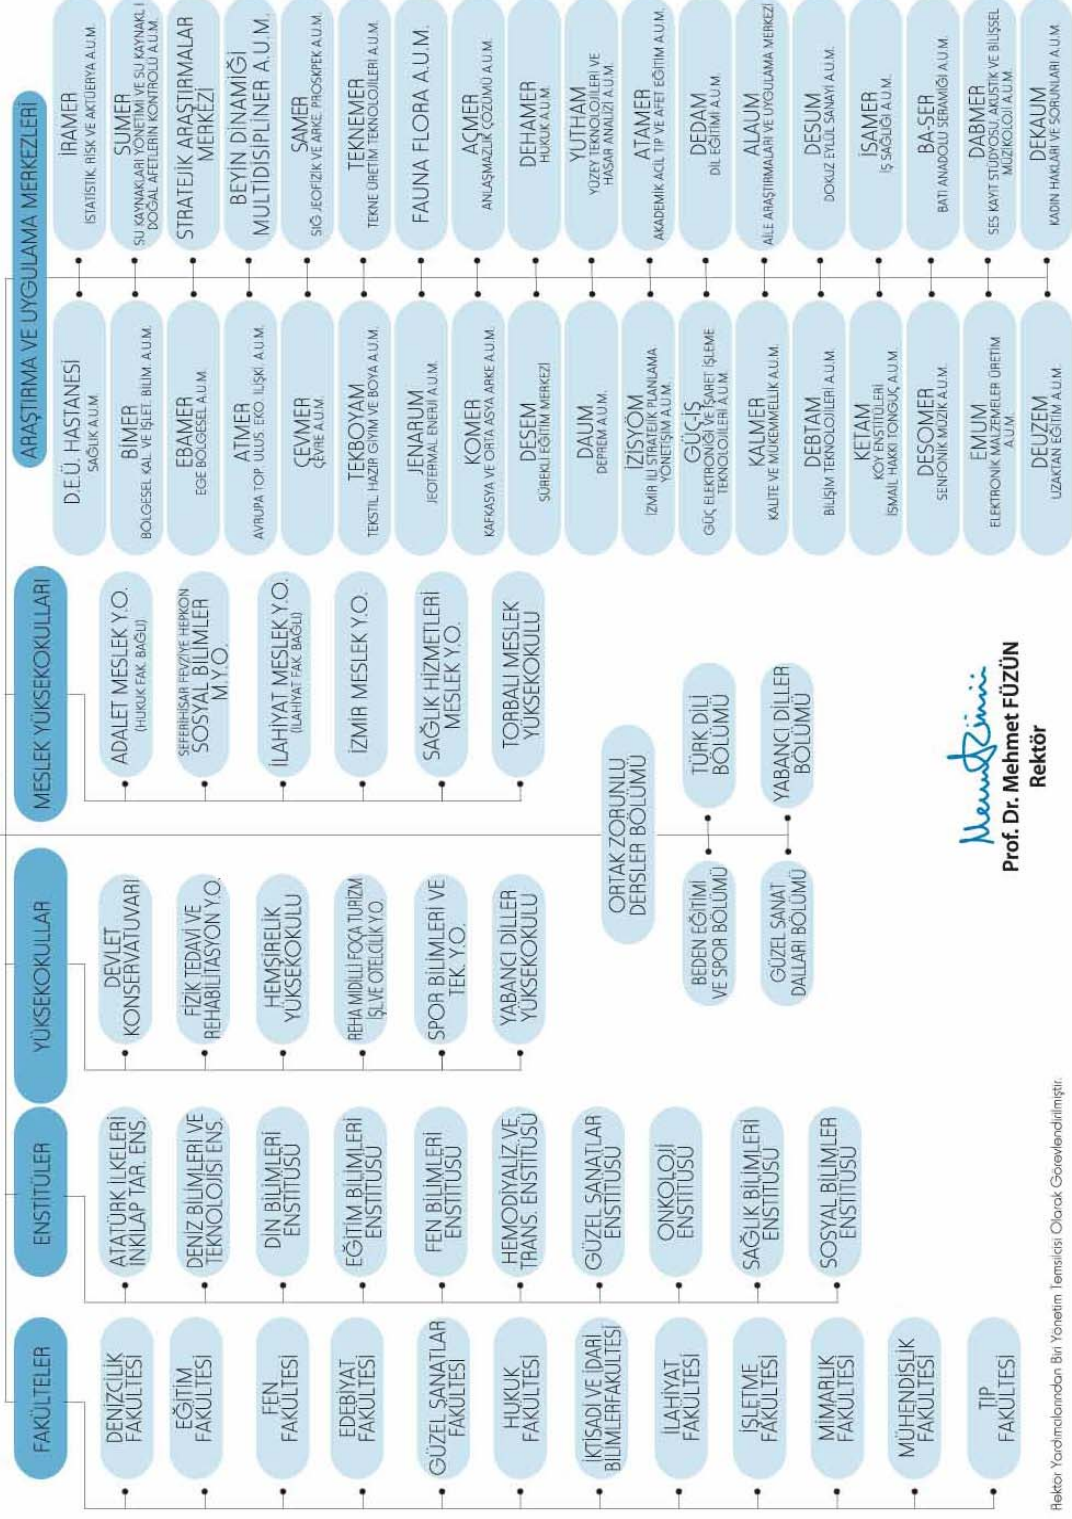 FAKÜLTELER
DENİZCİLİK
FAKÜLTESİ
EĞİTİM
FAKÜLTESİ
FEN
FAKÜLTESİ
EDEBİYAT
FAKÜLTESİ
GÜZEL SANATLAR
FAKÜLTESİ
HUKUK
FAKÜLTESİ
İKTİSADİ VE İDARİ
BİLİMLERFAKÜLTESİ
İLAHİYAT
FAKÜLTESİ
İŞLETME
FAKÜLTESİ
MİMARLIK
FAKÜLTESİ
MÜHENDİSLİK
FAKÜLTESİ
TIP
FAKÜLTESİ
ENSTİTÜLER
ATATÜRK İLKELERİ
İNKILAP TAR. ENS.
DENİZ BİLİMLERİ VE
TEKNOLOJİSİ ENS.
DİN BİLİMLERİ
ENSTİTÜSÜ
EĞİTİM BİLİMLERİ
ENSTİTÜSÜ
FEN BİLİMLERİ
ENSTİTÜSÜ
HEMODİYALİZ VE
TRANS. ENSTİTÜSÜ
GÜZEL SANATLAR
ENSTİTÜSÜ
ONKOLOJİ
ENSTİTÜSÜ
SAĞLIK BİLİMLERİ
ENSTİTÜSÜ
SOSYAL BİLİMLER
ENSTİTÜSÜ
YÜKSEKOKULLAR
DEVLET
KONSERVATUVARI
FİZİK TEDAVİ VE
REHABİLİTASYON Y.O.
HEMŞİRELİK
YÜKSEKOKULU
REHA MİDİLLİ FOÇA TURİZM
İŞL.VE OTELCİLİK Y.O.
SPOR BİLİMLERİ VE
TEK. Y.O.
YABANCI DİLLER
YÜKSEKOKULU
MESLEK YÜKSEKOKULLARI
ADALET MESLEK Y.O.
(HUKUK FAK. BAĞLI)
SEFERİHİSAR FEVZİYE HEPKON
SOSYAL BİLİMLER
M.Y.O.
İLAHİYAT MESLEK Y.O.
(İLAHİYAT FAK. BAĞLI)
İZMİR MESLEK Y.O.
SAĞLIK HİZMETLERİ
MESLEK Y.O.
TORBALI MESLEK
YÜKSEKOKULU
ORTAK ZORUNLU
DERSLER BÖLÜMÜ
BEDEN EĞİTİMİ
VE SPOR BÖLÜMÜ
TÜRK DİLİ
BÖLÜMÜ
GÜZEL SANAT
DALLARI BÖLÜMÜ
YABANCI DİLLER
BÖLÜMÜ
ARAŞTIRMA VE UYGULAMA MERKEZLERİ
D.E.Ü. HASTANESİ
SAĞLIK A.U.M.
BİMER
BÖLGESEL KAL. VE İŞLET. BİLİM. A.U.M.
EBAMER
EGE BÖLGESEL A.U.M.
ATMER
AVRUPA TOP. ULUS. EKO. İLİŞKİ. A.U.M.
ÇEVMER
ÇEVRE A.U.M.
TEKBOYAM
TEKSTİL. HAZIR GİYİM VE BOYA A.U.M.
JENARUM
JEOTERMAL ENERJİ A.U.M.
KOMER
KAFKASYA VE ORTA ASYA ARKE A.U.M.
DESEM
SÜREKLİ EĞİTİM MERKEZİ
DAUM
DEPREM A.U.M.
İZİSYÖM
İZMİR İLİ STRATEJİK PLANLAMA
YÖNETİŞİM A.U.M.
GÜÇ-İŞ
GÜÇ ELEKTRONİĞİ VE İŞARET İŞLEME
TEKNOLOJİLERİ A.U.M.
KALMER
KALİTE VE MÜKEMMELLİK A.U.M.
DEBTAM
BİLİŞİM TEKNOLOJİLERİ A.U.M.
KETAM
KÖY ENSTİTÜLERİ
İSMAİL HAKKI TONGUÇ A.U.M.
DESOMER
SENFONİK MÜZİK A.U.M.
EMUM
ELEKTRONİK MALZEMELER ÜRETİM
A.U.M.
DEUZEM
UZAKTAN EĞİTİM A.U.M.
İRAMER
İSTATİSTİK, RİSK VE AKTÜERYA A.U.M.
SUMER
SU KAYNAKLARI YÖNETİMİ VE SU KAYNAKLI
DOĞAL AFETLERİN KONTROLÜ A.U.M.
STRATEJİK ARAŞTIRMALAR
MERKEZİ
BEYİN DİNAMİĞİ
MULTİDİSİPLİNER A.U.M.
SAMER
SIĞ JEOFİZİK VE ARKE. PROSKPEK A.U.M.
TEKNEMER
TEKNE ÜRETİM TEKNOLOJİLERİ A.U.M.
FAUNA FLORA A.U.M.
AÇMER
ANLAŞMAZLIK ÇÖZÜMÜ A.U.M.
DEHAMER
HUKUK A.U.M.
YUTHAM
YÜZEY TEKNOLOJİLERİ VE
HASAR ANALİZİ A.U.M.
ATAMER
AKADEMİK ACİL TIP VE AFET EĞİTİM A.U.M.
DEDAM
DİL EĞİTİMİ A.U.M.
ALAUM
AİLE ARAŞTIRMALARI VE UYGULAMA MERKEZİ
DESUM
DOKUZ EYLÜL SANAYİ A.U.M.
İSAMER
İŞ SAĞLIĞI A.U.M.
BA-SER
BATI ANADOLU SERAMİĞİ A.U.M.
DABMER
SES KAYIT STÜDYOSU, AKUSTİK VE BİLİŞSEL
MÜZİKOLOJİ A.U.M.
DEKAUM
KADIN HAKLARI VE SORUNLARI A.U.M.
Prof. Dr. Mehmet FÜZÜN
Rektör
Rektör Yardımcılarından Biri Yönetim Temsilcisi Olarak Görevlendirilmiştir.